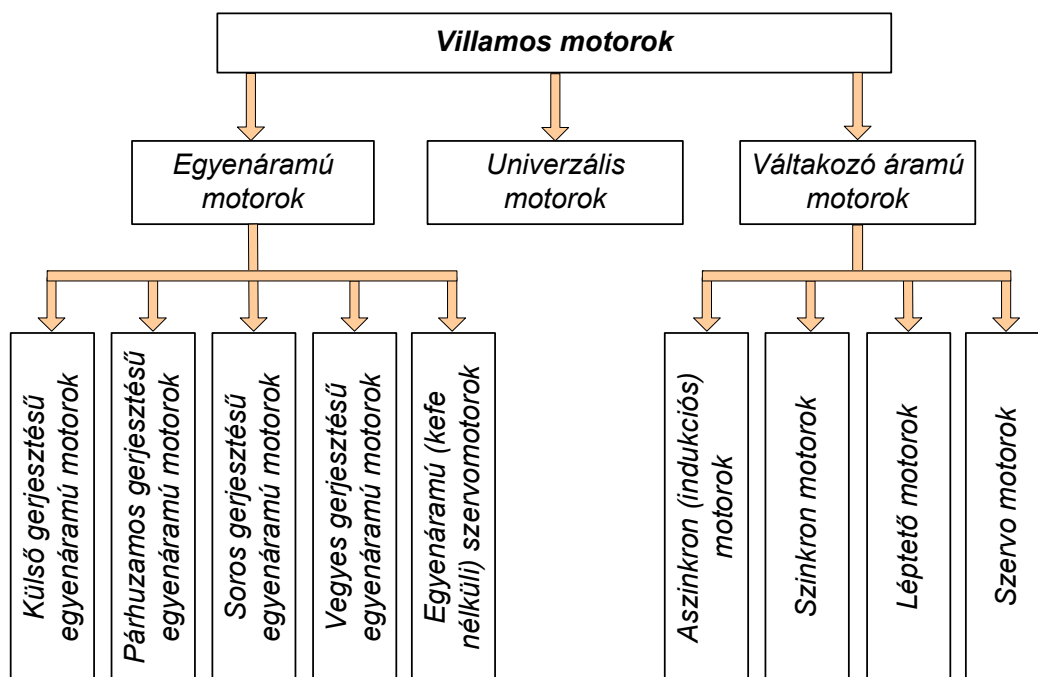 Villamos motorok
Egyenáramú
motorok
Univerzális
motorok
Váltakozó áramú
motorok
Külső gerjesztésű
egyenáramú motorok
Párhuzamos gerjesztésű
egyenáramú motorok
Soros gerjesztésű
egyenáramú motorok
Vegyes gerjesztésű
egyenáramú motorok
Egyenáramú (kefe
nélküli) szervomotorok
Aszinkron (indukciós)
motorok
Szinkron motorok
Léptető motorok
Szervo motorok